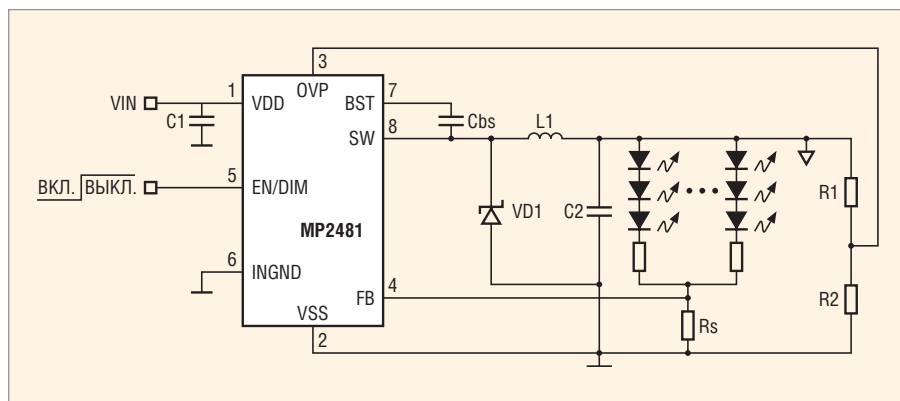 3
1
VDD
OVP
BST
7
VIN
C1
Cbs
SW
8
L1
ВКЛ. ВЫКЛ.
5
EN/DIM
VD1
C2
R1
MP2481
6
INGND
4
FB
Rs
R2
VSS
2